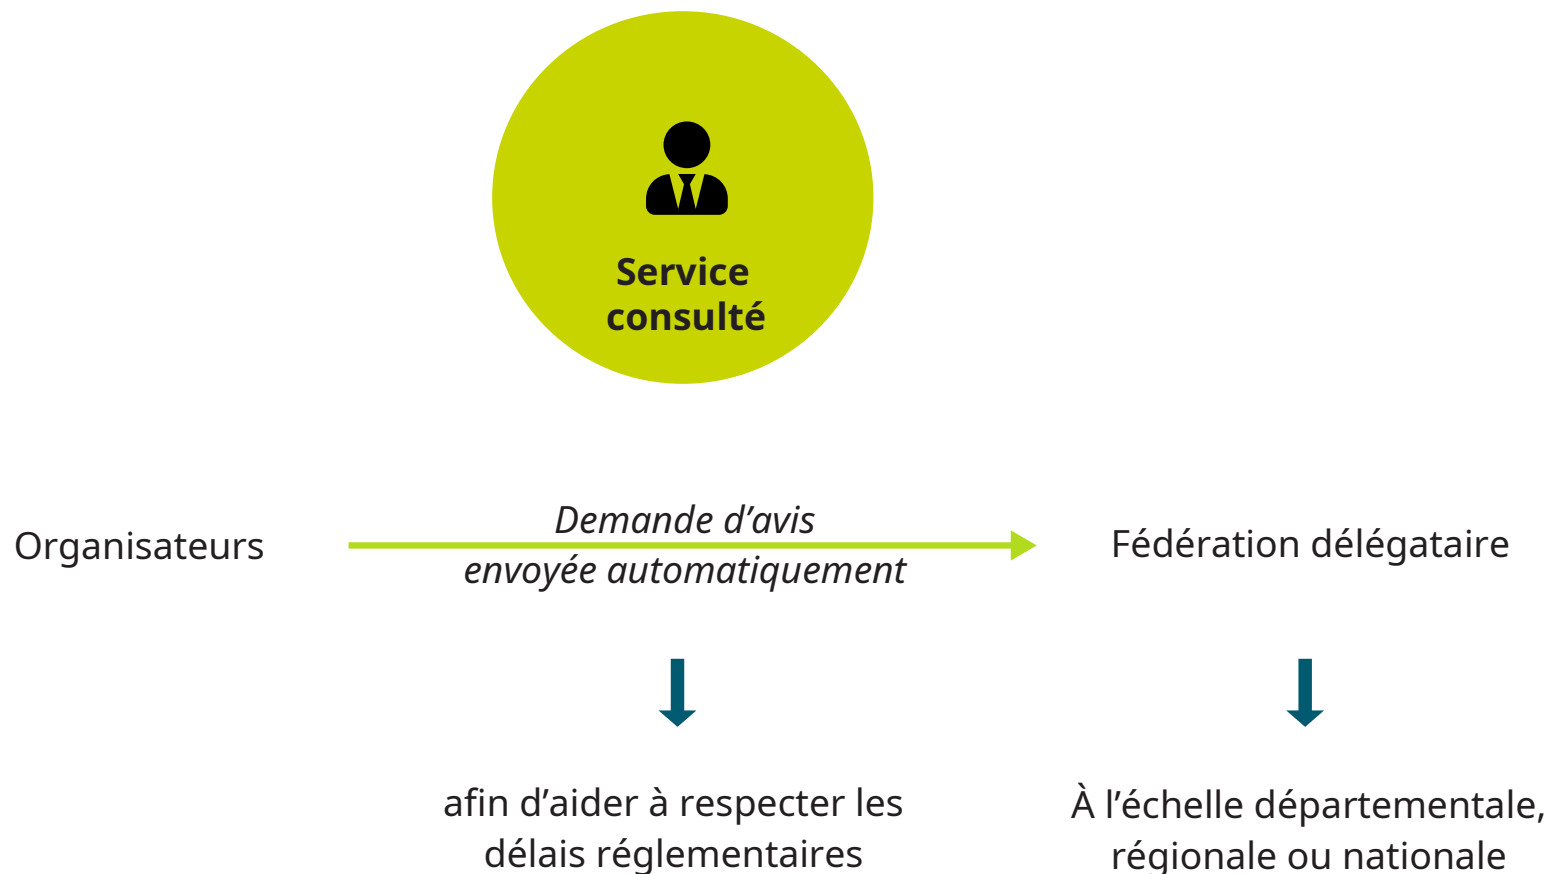 Service
consulté
Organisateurs
Demande d’avis
envoyée automatiquement
Fédération délégataire
afin d’aider à respecter les
délais réglementaires
À l’échelle départementale,
régionale ou nationale